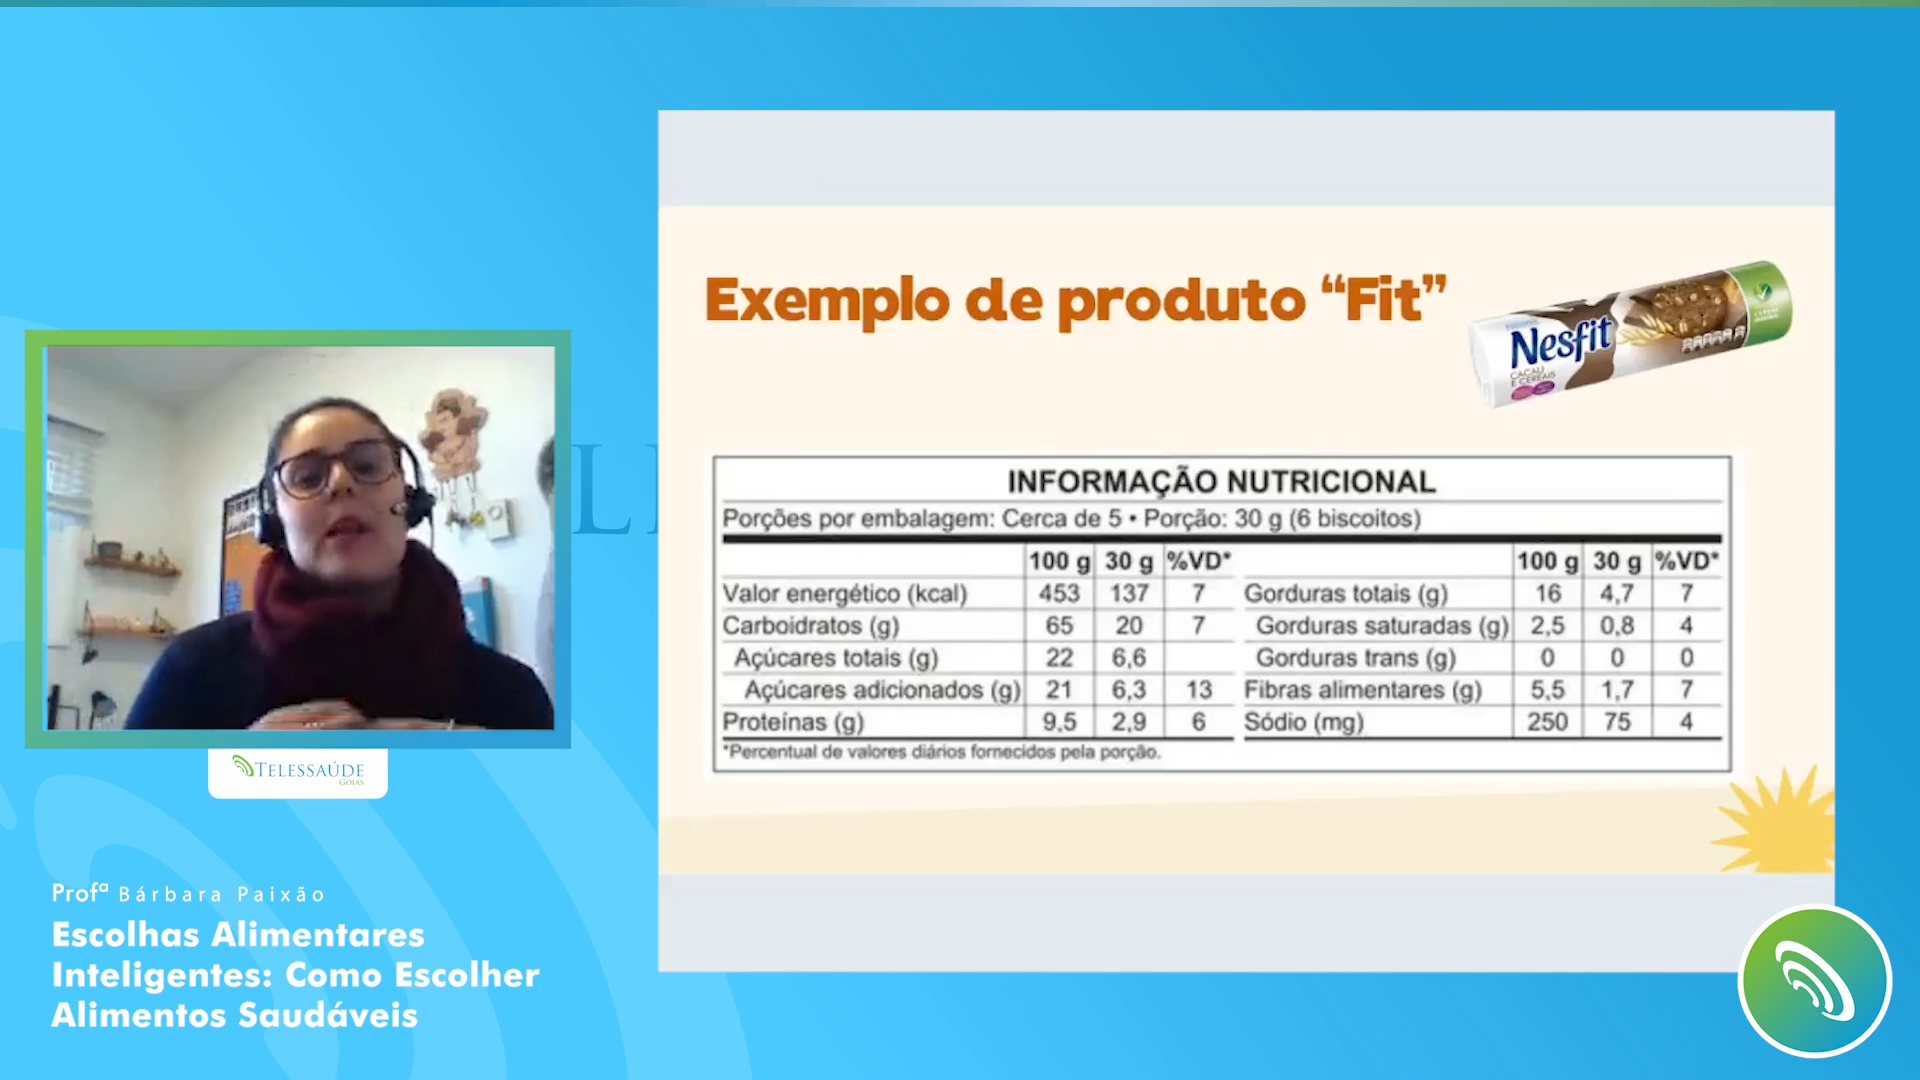 Exemplo de produto “Fit”
Nesfit
CACAU
E CEREAIS
INFORMAÇÃO NUTRICIONAL
Porções por embalagem: Cerca de 5 • Porção: 30 g (6 biscoitos)
100 g 30 g %VD* 100 g 30 g %VD*
Valor energético (kcal) 453 137 7 Gorduras totais (g) 16 4,7 7
Carboidratos (g) 65 20 7 Gorduras saturadas (g) 2,5 0,8 4
Açúcares totais (g) 22 6,6 Gorduras trans (g) 0 0 0
Açúcares adicionados (g) 21 6,3 13 Fibras alimentares (g) 5,5 1,7 7
Proteínas (g) 9,5 2,9 6 Sódio (mg) 250 75 4
*Percentual de valores diários fornecidos pela porção.
TELESSAÚDE
GOIÁS
Profª Bárbara Paixão
Escolhas Alimentares
Inteligentes: Como Escolher
Alimentos Saudáveis